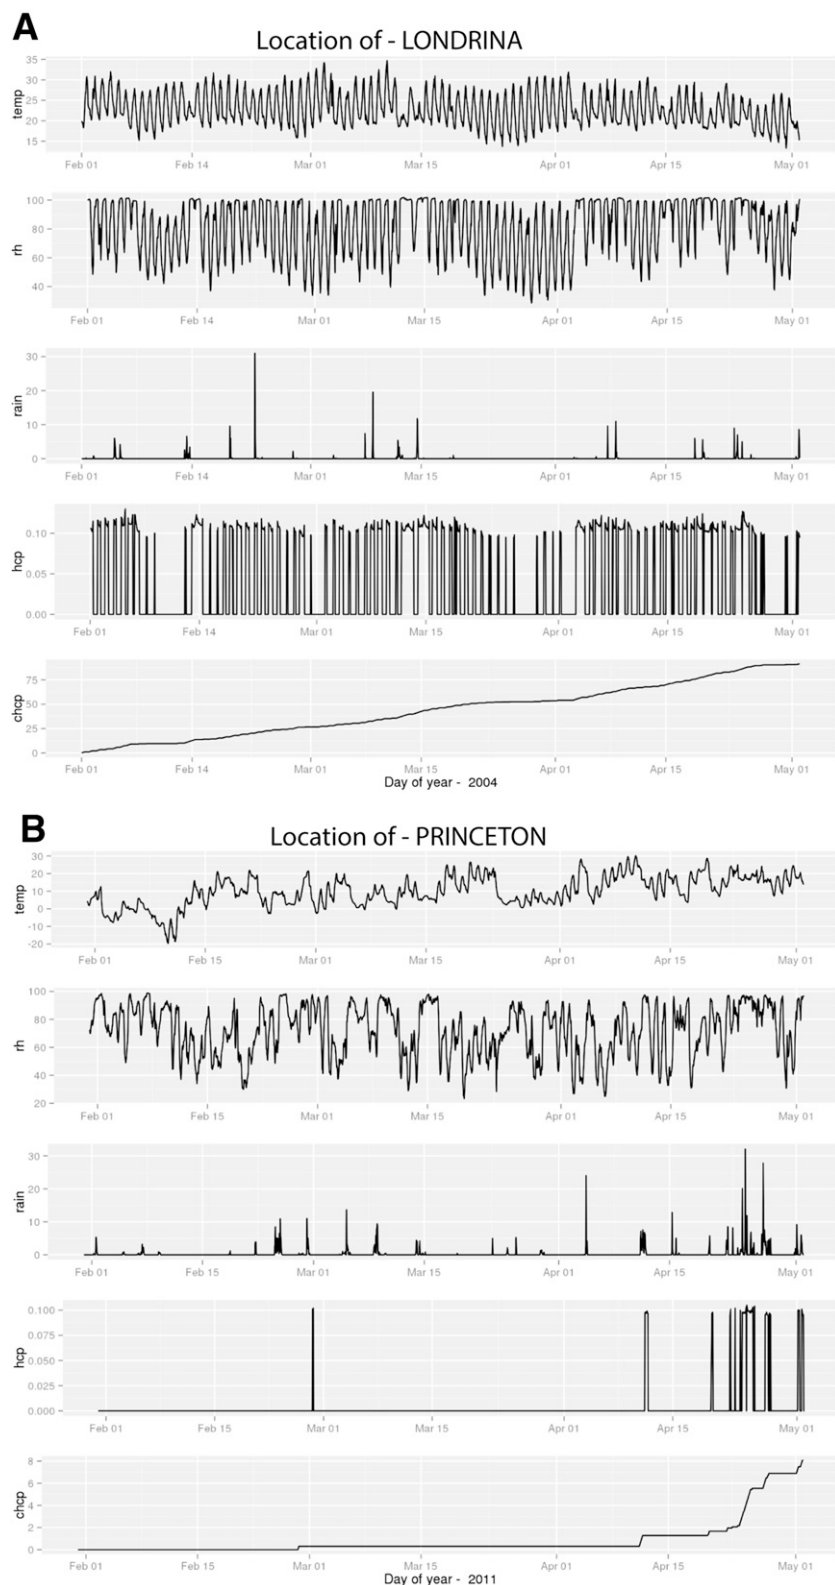 A
Location of - LONDRINA
temp
35
30
25
20
15
Feb 01 Feb 14 Mar 01 Mar 15 Apr 01 Apr 15 May 01
rh
100
80
60
40
Feb 01 Feb 14 Mar 01 Mar 15 Apr 01 Apr 15 May 01
rain
30
20
10
0
Feb 01 Feb 14 Mar 01 Mar 15 Apr 01 Apr 15 May 01
hcp
0.10
0.05
0.00
Feb 01 Feb 14 Mar 01 Mar 15 Apr 01 Apr 15 May 01
chcp
75
50
25
0
Feb 01 Feb 14 Mar 01 Mar 15 Apr 01 Apr 15 May 01
Day of year - 2004
B
Location of - PRINCETON
temp
30
20
10
0
-10
-20
Feb 01 Feb 15 Mar 01 Mar 15 Apr 01 Apr 15 May 01
rh
100
80
60
40
20
Feb 01 Feb 15 Mar 01 Mar 15 Apr 01 Apr 15 May 01
rain
30
20
10
0
Feb 01 Feb 15 Mar 01 Mar 15 Apr 01 Apr 15 May 01
hcp
0.100
0.075
0.050
0.025
0.000
Feb 01 Feb 15 Mar 01 Mar 15 Apr 01 Apr 15 May 01
chcp
8
6
4
2
0
Feb 01 Feb 15 Mar 01 Mar 15 Apr 01 Apr 15 May 01
Day of year - 2011